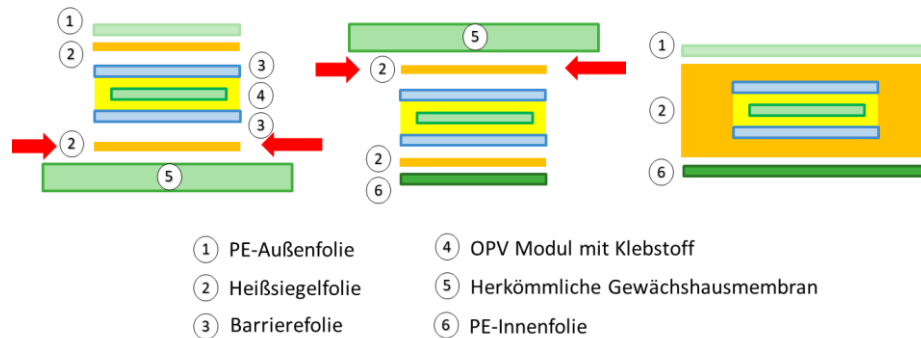 1
2
3
4
3
2
5
5
2
2
6
1
2
6
1 PE-Außenfolie
2 Heißsiegelfolie
3 Barrierefolie
4 OPV Modul mit Klebstoff
5 Herkömmliche Gewächshausmembran
6 PE-Innenfolie